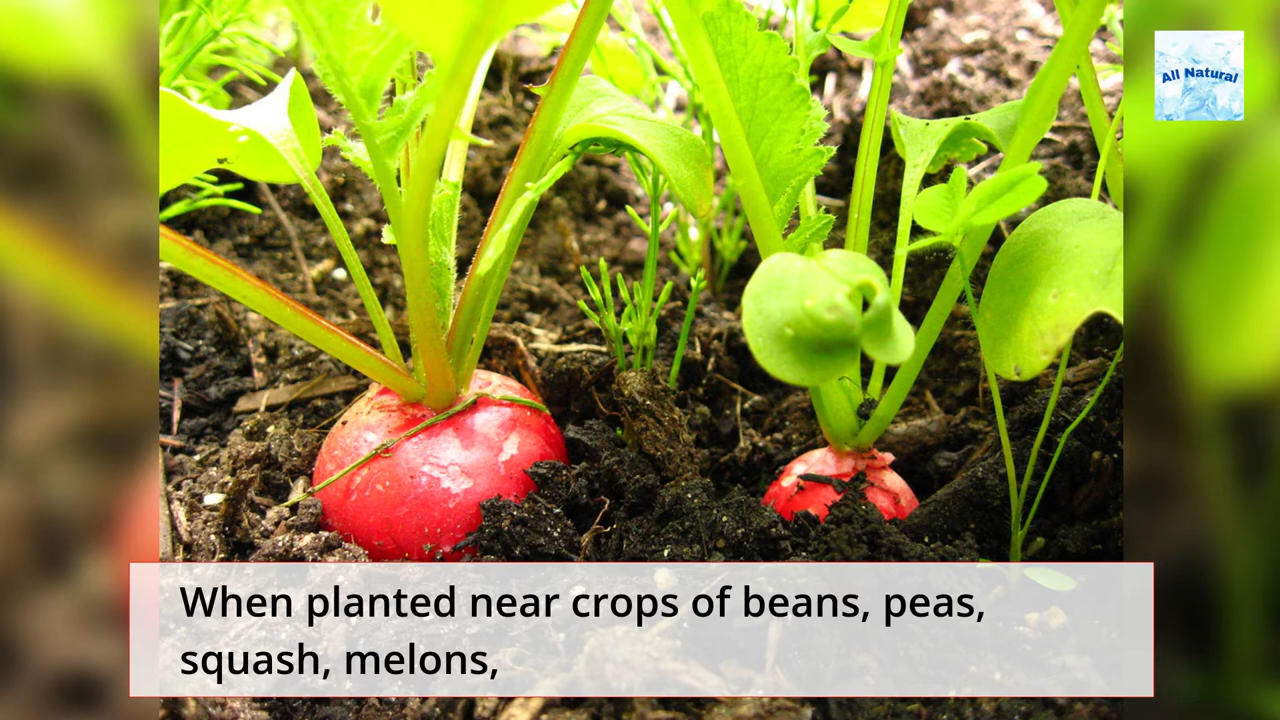 All Natural
When planted near crops of beans, peas,
squash, melons,